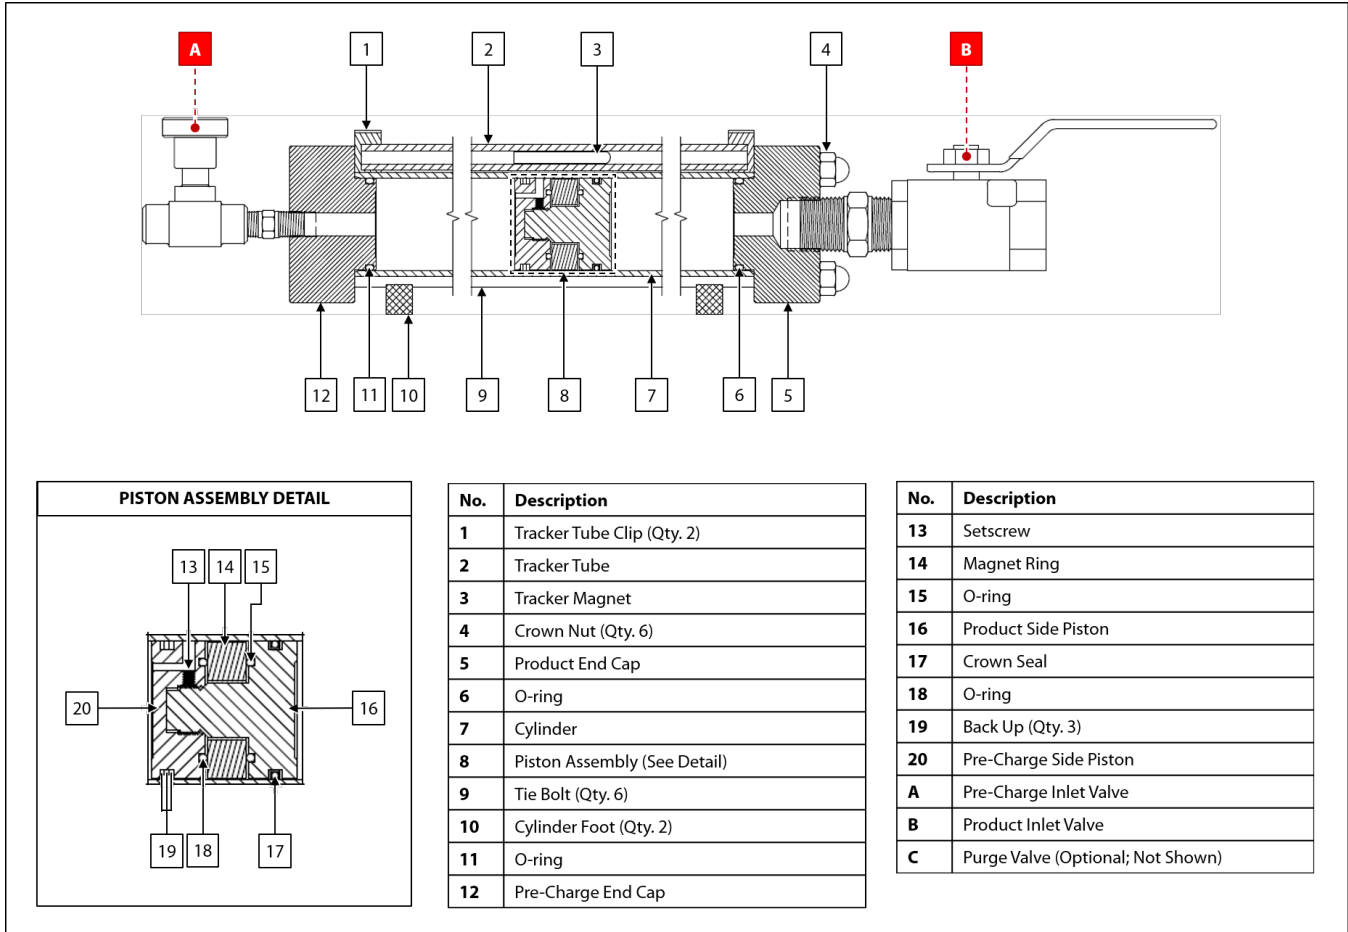 A
1
2
3
4
B
12
11
10
9
8
7
6
5
PISTON ASSEMBLY DETAIL
13
14
15
20
16
19
18
17
No. Description
1 Tracker Tube Clip (Qty. 2)
2 Tracker Tube
3 Tracker Magnet
4 Crown Nut (Qty. 6)
5 Product End Cap
6 O-ring
7 Cylinder
8 Piston Assembly (See Detail)
9 Tie Bolt (Qty. 6)
10 Cylinder Foot (Qty. 2)
11 O-ring
12 Pre-Charge End Cap
No. Description
13 Setscrew
14 Magnet Ring
15 O-ring
16 Product Side Piston
17 Crown Seal
18 O-ring
19 Back Up (Qty. 3)
20 Pre-Charge Side Piston
A Pre-Charge Inlet Valve
B Product Inlet Valve
C Purge Valve (Optional; Not Shown)